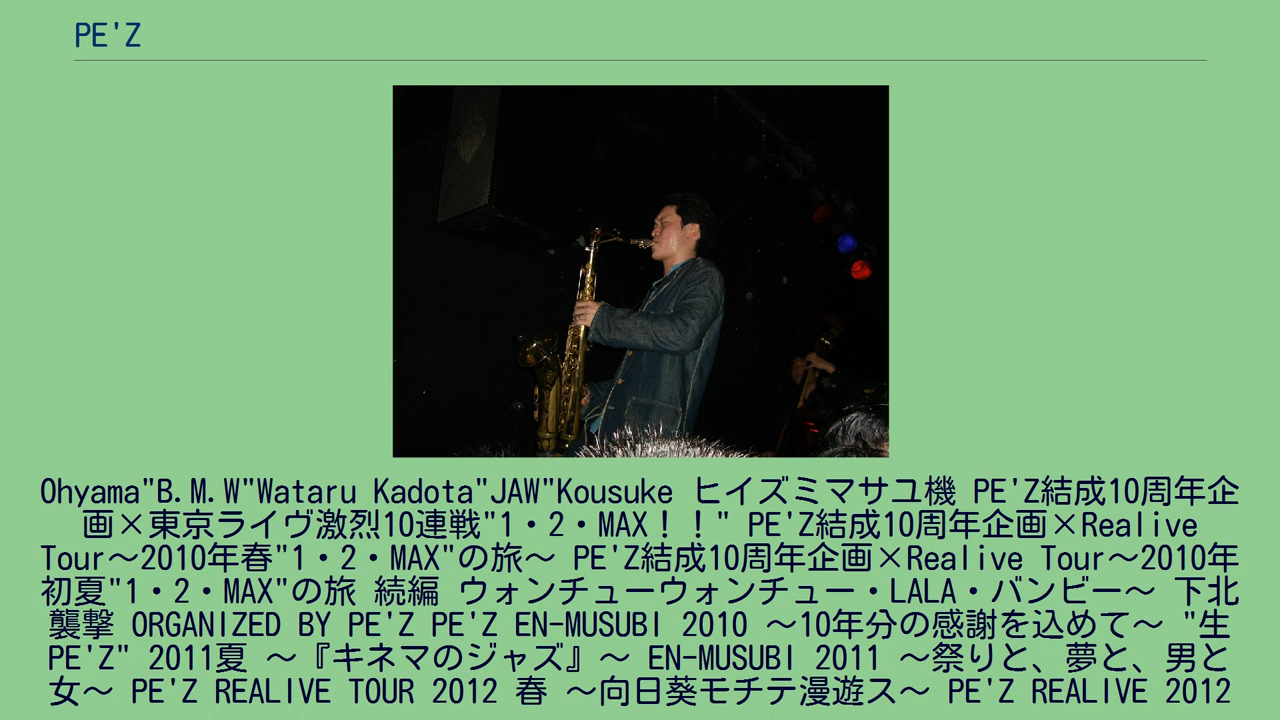 PE'Z
Ohyama"B.M.W"Wataru Kadota"JAW"Kousuke ヒイズミマサユ機 PE'Z結成10周年企
画×東京ライヴ激烈10連戦"1・2・MAX！！" PE'Z結成10周年企画×Realive
Tour～2010年春"1・2・MAX"の旅～ PE'Z結成10周年企画×Realive Tour～2010年
初夏"1・2・MAX"の旅 続編 ウォンチューウォンチュー・LALA・バンビー～ 下北
襲撃 ORGANIZED BY PE'Z PE'Z EN-MUSUBI 2010 ～10年分の感謝を込めて～ "生
PE'Z" 2011夏 ～『キネマのジャズ』～ EN-MUSUBI 2011 ～祭りと、夢と、男と
女～ PE'Z REALIVE TOUR 2012 春 ～向日葵モチテ漫遊ス～ PE'Z REALIVE 2012